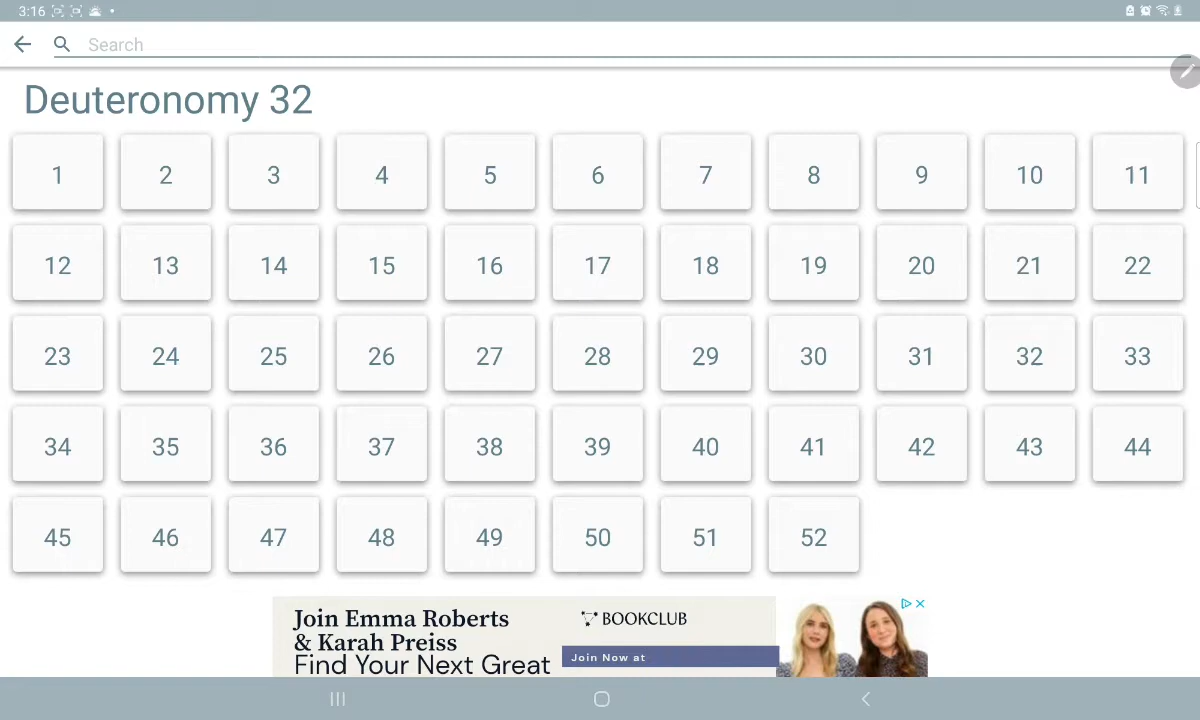 3:16
Search
Deuteronomy 32
1 2 3 4 5 6 7 8 9 10 11
12 13 14 15 16 17 18 19 20 21 22
23 24 25 26 27 28 29 30 31 32 33
34 35 36 37 38 39 40 41 42 43 44
45 46 47 48 49 50 51 52
Join Emma Roberts
& Karah Preiss
Find Your Next Great
BOOKCLUB
Join Now at